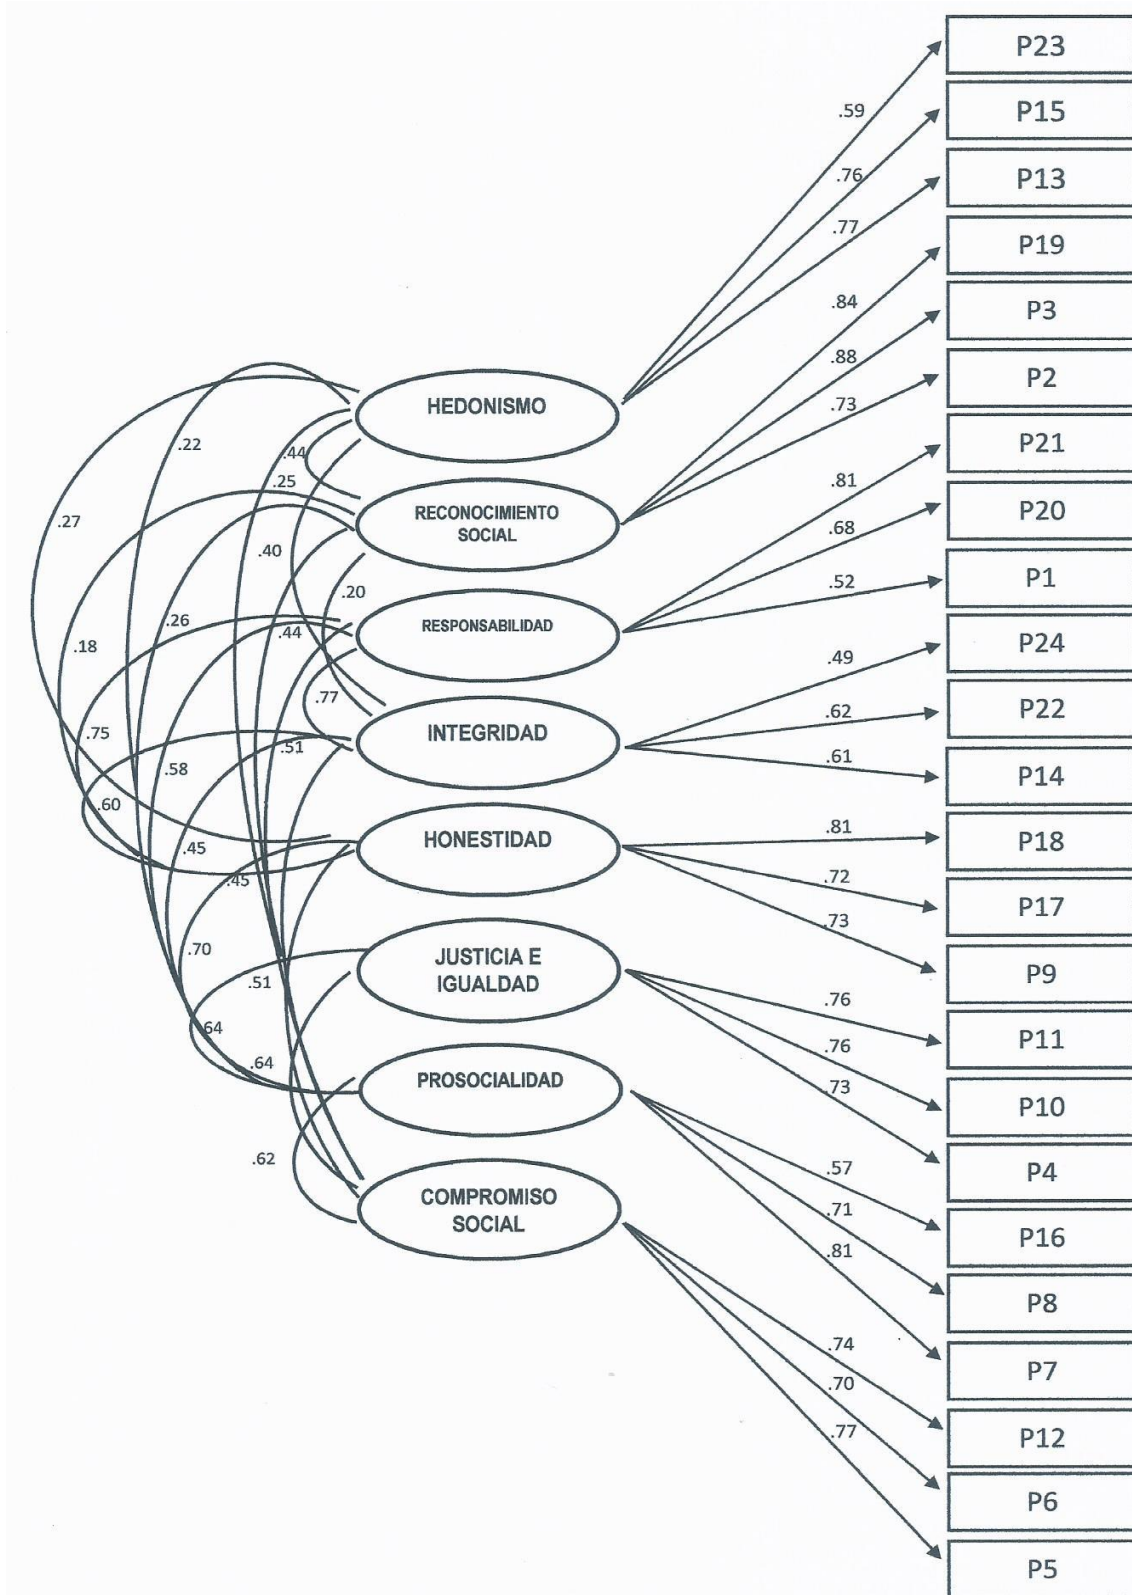 P23
.59
P15
.76
P13
.77
P19
.84
P3
.88
P2
.73
HEDONISMO
P21
.22
.44
.25
.81
RECONOCIMIENTO
SOCIAL
P20
.27
.68
.40
P1
.52
.20
.26
.44
RESPONSABILIDAD
P24
.18
.49
.77
P22
.62
.75
.51
INTEGRIDAD
.58
.61
P14
.60
.81
P18
.45
HONESTIDAD
.45
.72
P17
.73
.70
P9
JUSTICIA E
IGUALDAD
.51
.76
P11
.64
.76
.64
PROSOCIALIDAD
.73
P10
.62
.57
P4
COMPROMISO
SOCIAL
.71
P16
.81
P8
.74
P7
.70
.77
P12
P6
P5